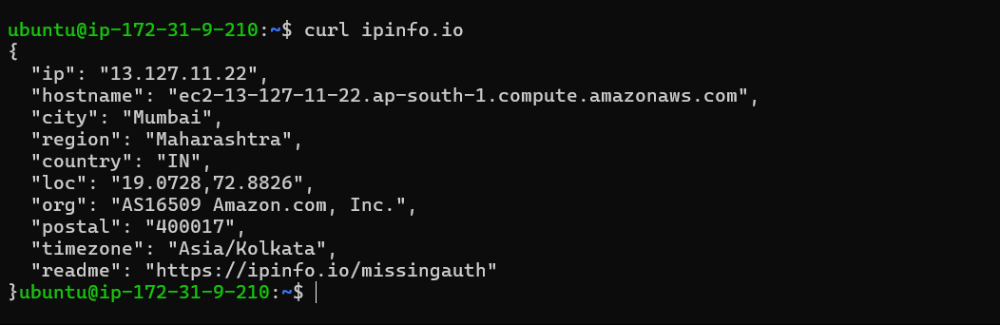 ubuntu@ip-172-31-9-210:~$ curl ipinfo.io
{
  "ip": "13.127.11.22",
  "hostname": "ec2-13-127-11-22.ap-south-1.compute.amazonaws.com",
  "city": "Mumbai",
  "region": "Maharashtra",
  "country": "IN",
  "loc": "19.0728,72.8826",
  "org": "AS16509 Amazon.com, Inc.",
  "postal": "400017",
  "timezone": "Asia/Kolkata",
  "readme": "https://ipinfo.io/missingauth"
}ubuntu@ip-172-31-9-210:~$